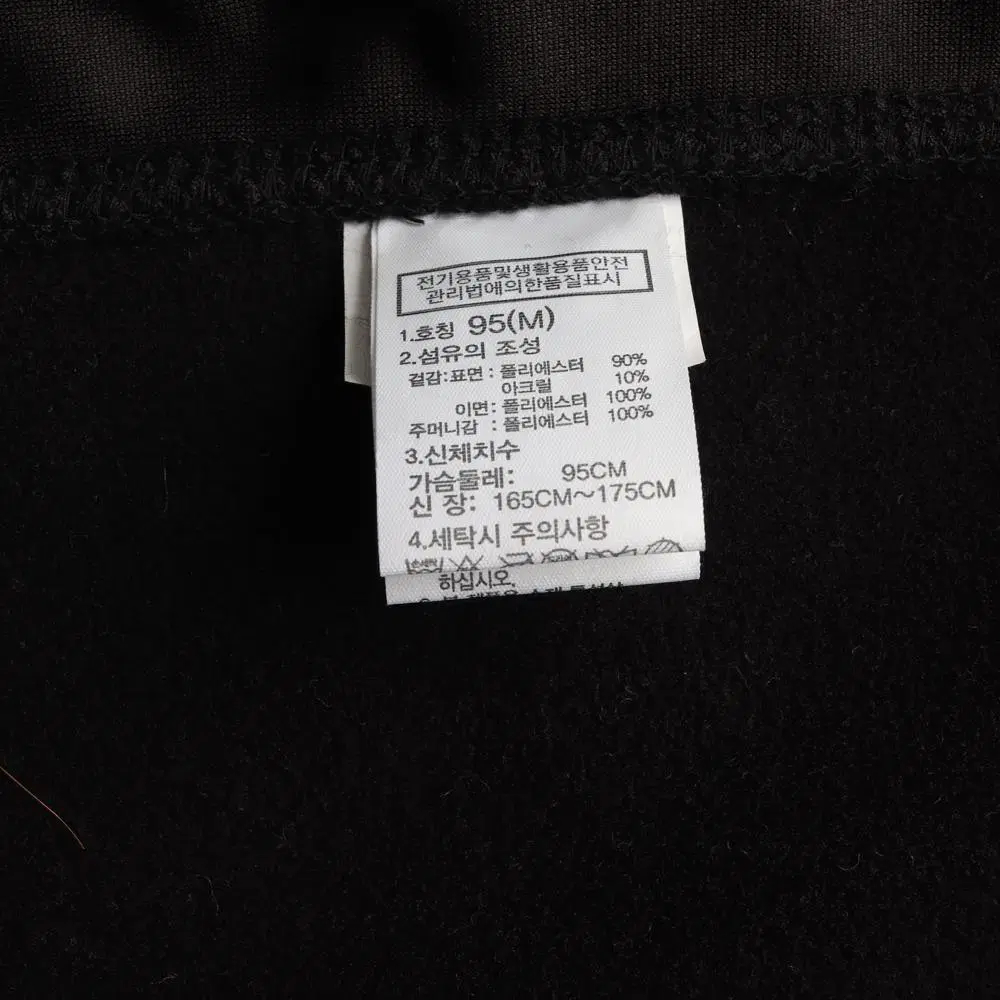 전기용품및생활용품안전
관리법에의한품질표시
1.호칭 95(M)
2.섬유의 조성
겉감:표면 : 폴리에스터 90%
아크릴 10%
이면: 폴리에스터 100%
주머니감 : 폴리에스터 100%
3.신체치수
가슴둘레: 95CM
신 장: 165CM~175CM
4.세탁시 주의사항
하십시오.